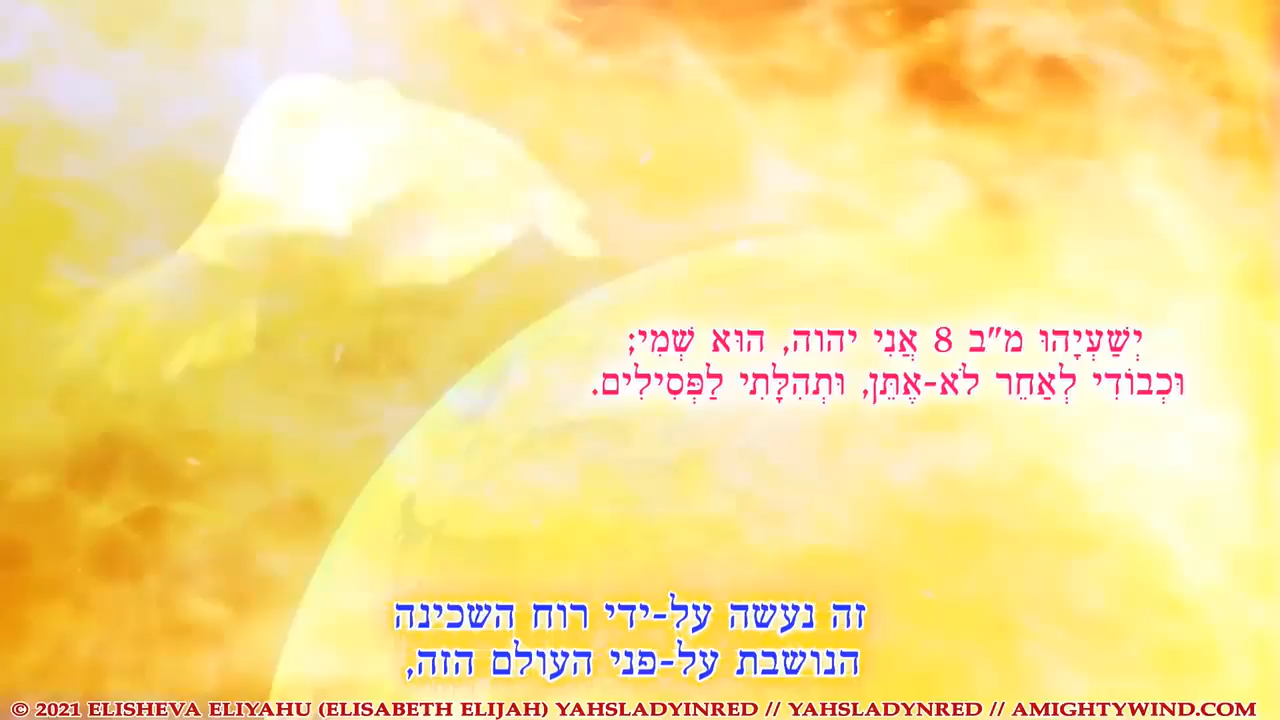 יְשַׁעְיָהוּ מ"ב 8 אֲנִי יהוה, הוּא שְׁמִי;
וּכְבוֹדִי לְאַחֵר לֹא-אֶתֵּן, וּתְהִלָּתִי לַפְּסִילִים.
זה נעשה על-ידי רוח השכינה
הנושבת על-פני העולם הזה,
© 2021 ELISHEVA ELIYAHU (ELISABETH ELIJAH) YAHSLADYINRED // YAHSLADYNRED // AMIGHTYWIND.COM